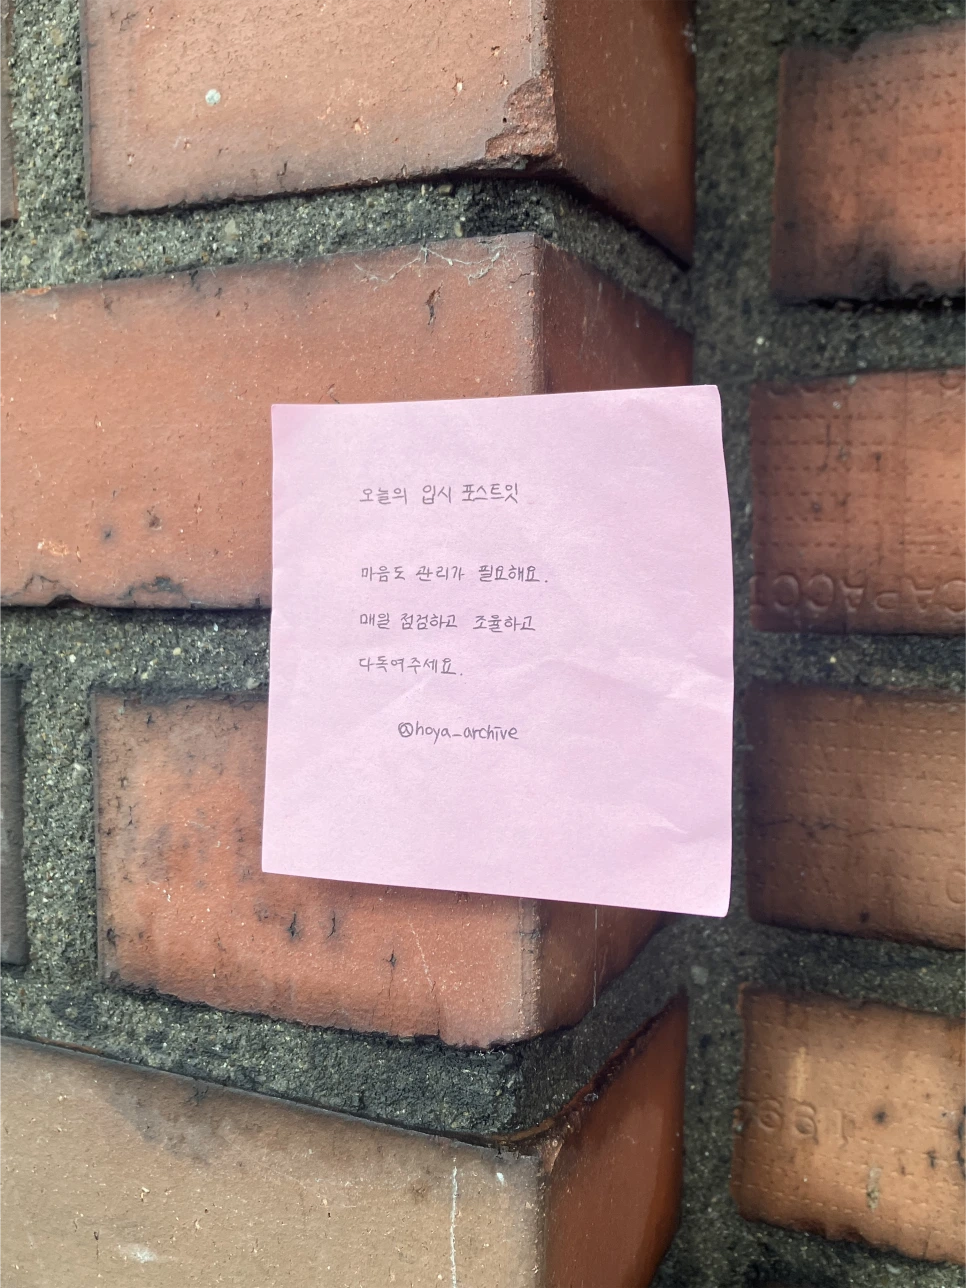 오늘의 입시 포스트잇
마음도 관리가 필요해요.
매일 점검하고 조율하고
다독여주세요.
@hoya_archive